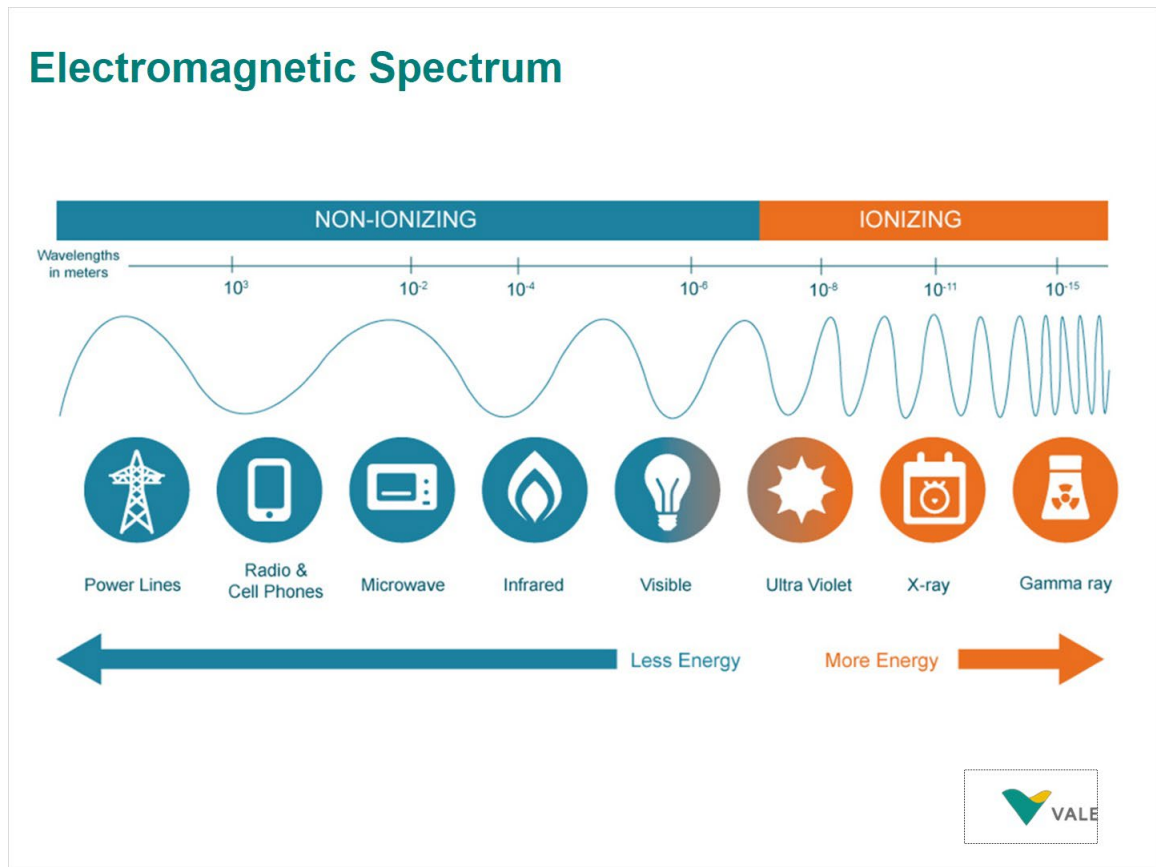 Electromagnetic Spectrum
NON-IONIZING
IONIZING
Wavelengths
in meters
10³
10⁻²
10⁻⁴
10⁻⁶
10⁻⁸
10⁻¹¹
10⁻¹⁵
Power Lines
Radio &
Cell Phones
Microwave
Infrared
Visible
Ultra Violet
X-ray
Gamma ray
Less Energy
More Energy
VALE